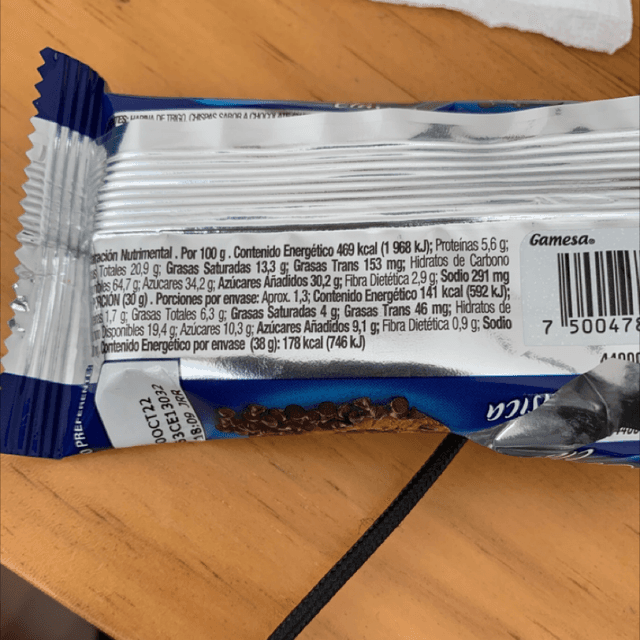 HARINA DE TRIGO, CHISPAS SABOR A CHOCOLATE
Nutrimental . Por 100 g . Contenido Energético 469 kcal (1 968 kJ); Proteínas 5,6 g;
Totales 20,9 g; Grasas Saturadas 13,3 g; Grasas Trans 153 mg; Hidratos de Carbono
64,7 g; Azúcares 34,2 g; Azúcares Añadidos 30,2 g; Fibra Dietética 2,9 g; Sodio 291 mg
(30 g) . Porciones por envase: Aprox. 1,3; Contenido Energético 141 kcal (592 kJ);
1,7 g; Grasas Totales 6,3 g; Grasas Saturadas 4 g; Grasas Trans 46 mg; Hidratos de
Disponibles 19,4 g; Azúcares 10,3 g; Azúcares Añadidos 9,1 g; Fibra Dietética 0,9 g; Sodio
Contenido Energético por envase (38 g): 178 kcal (746 kJ)
Gamesa®
7 500478
OCT22
3CE13032
18:09